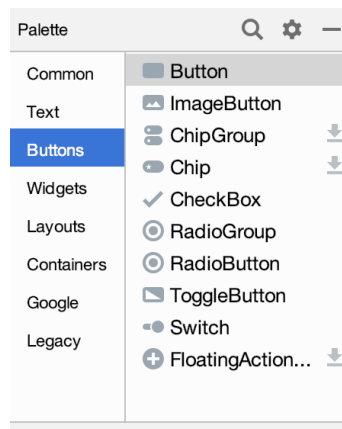 Palette
Common
Text
Buttons
Widgets
Layouts
Containers
Google
Legacy
Button
ImageButton
ChipGroup
Chip
CheckBox
RadioGroup
RadioButton
ToggleButton
Switch
FloatingAction...